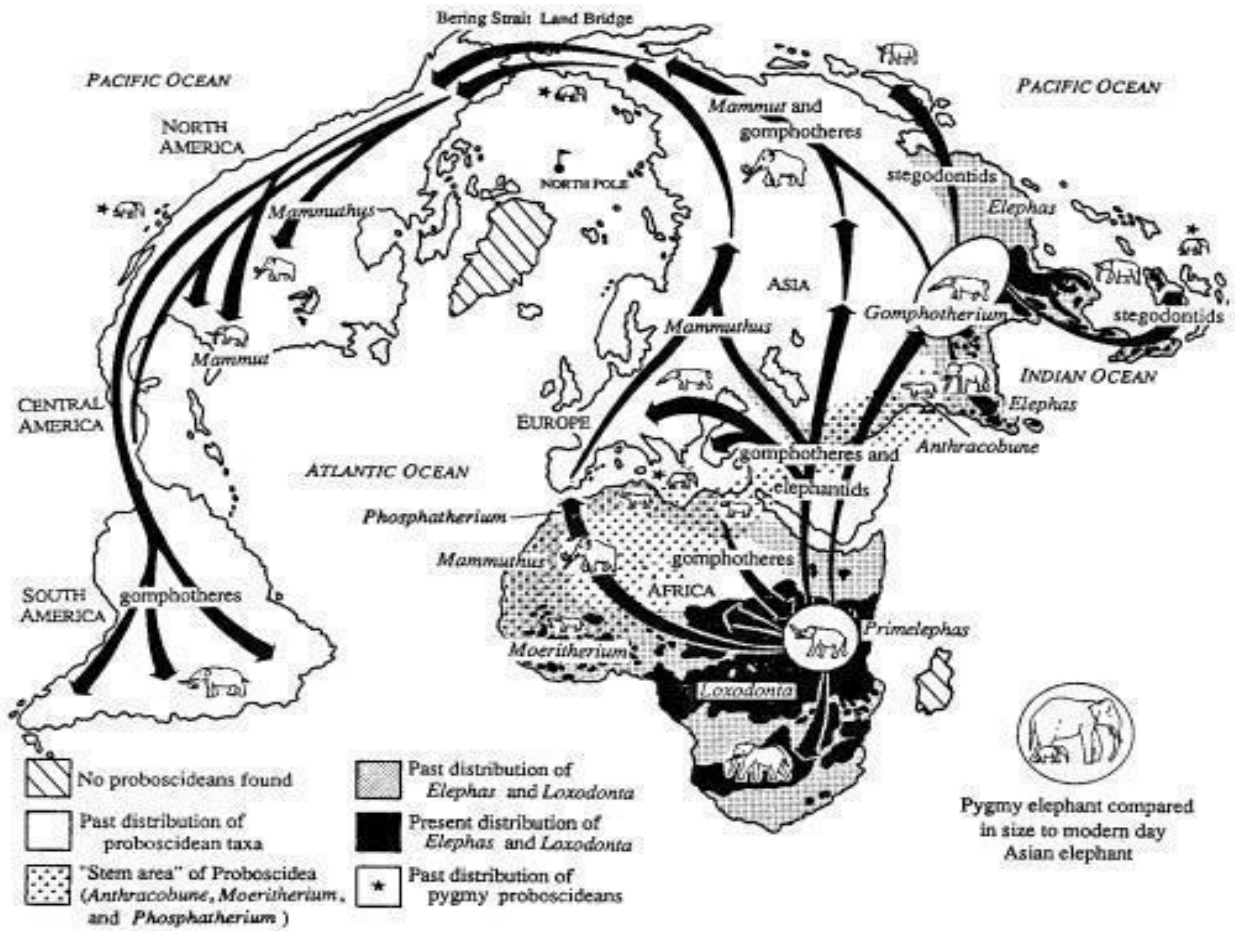 Bering Strait Land Bridge
PACIFIC OCEAN
PACIFIC OCEAN
NORTH
AMERICA
Mammut and
gomphotheres
NORTH POLE
stegodontids
Mammuthus
Elephas
ASIA
Gomphotherium
stegodontids
Mammuthus
Mammut
INDIAN OCEAN
CENTRAL
AMERICA
EUROPE
Elephas
Anthracobune
gomphotheres and
elephantids
ATLANTIC OCEAN
Phosphatherium
Mammuthus
gomphotheres
AFRICA
SOUTH
AMERICA
gomphotheres
Primelephas
Moeritherium
Loxodonta
No proboscideans found
Past distribution of
proboscidean taxa
"Stem area" of Proboscidea
(Anthracobune, Moeritherium,
and Phosphatherium)
Past distribution of
Elephas and Loxodonta
Present distribution of
Elephas and Loxodonta
Past distribution of
pygmy proboscideans
Pygmy elephant compared
in size to modern day
Asian elephant